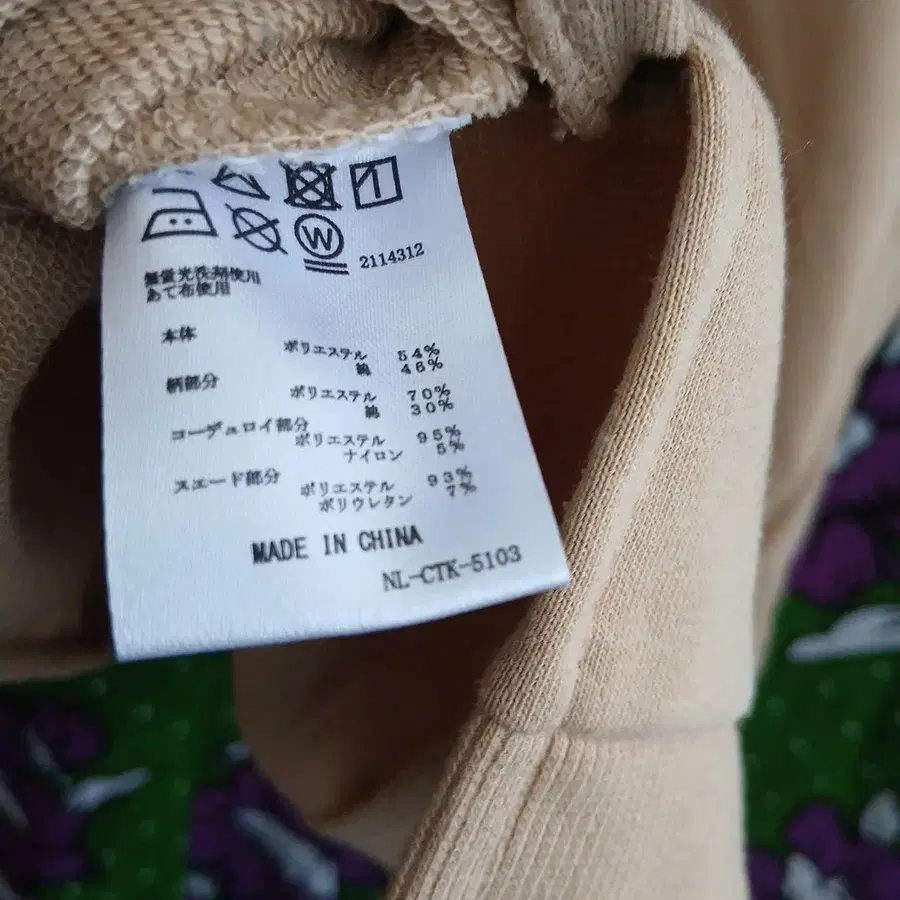 W
2114312
無蛍光洗剤使用
あて布使用
本体
ポリエステル 54%
綿 46%
柄部分
ポリエステル 70%
綿 30%
コーデュロイ部分
ポリエステル 95%
ナイロン 5%
スエード部分
ポリエステル 93%
ポリウレタン 7%
MADE IN CHINA
NL-CTK-5103